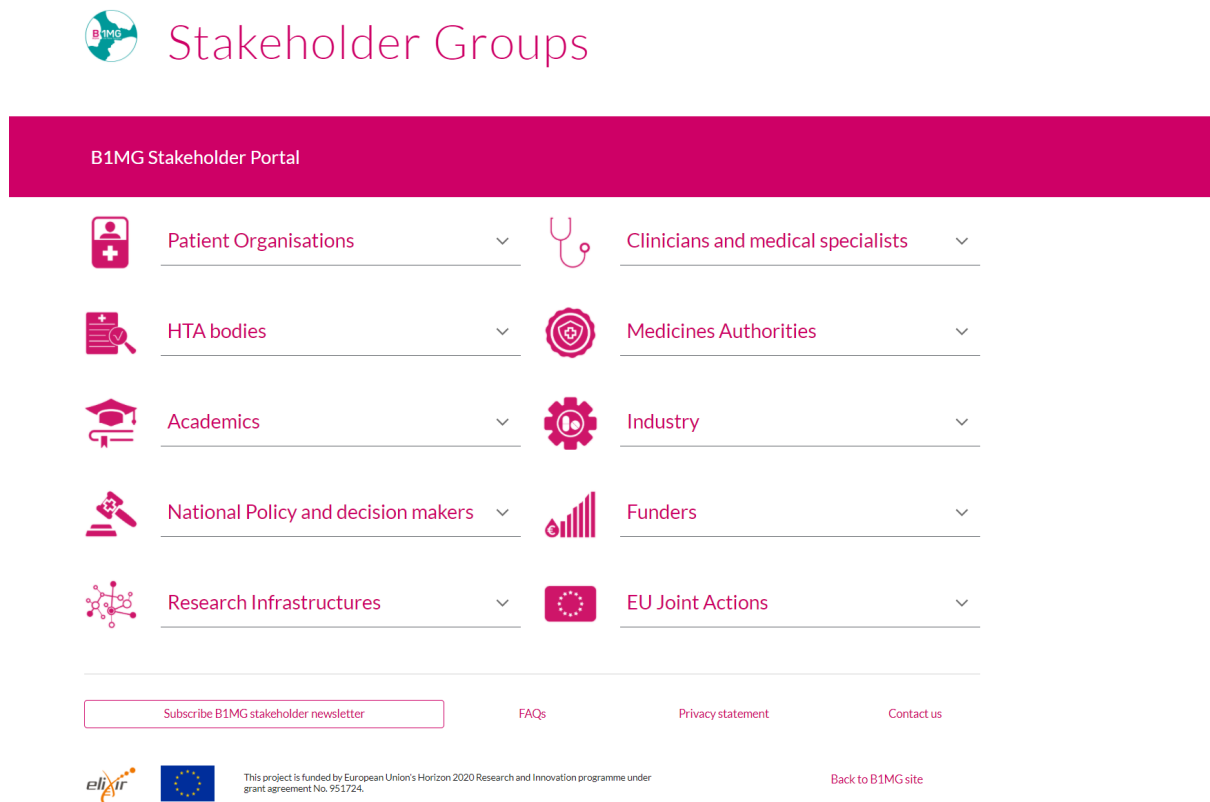 B1MG
Stakeholder Groups
B1MG Stakeholder Portal
Patient Organisations
Clinicians and medical specialists
HTA bodies
Medicines Authorities
Academics
Industry
National Policy and decision makers
Funders
Research Infrastructures
EU Joint Actions
Subscribe B1MG stakeholder newsletter
FAQs
Privacy statement
Contact us
elixir
This project is funded by European Union's Horizon 2020 Research and Innovation programme under
grant agreement No. 951724.
Back to B1MG site